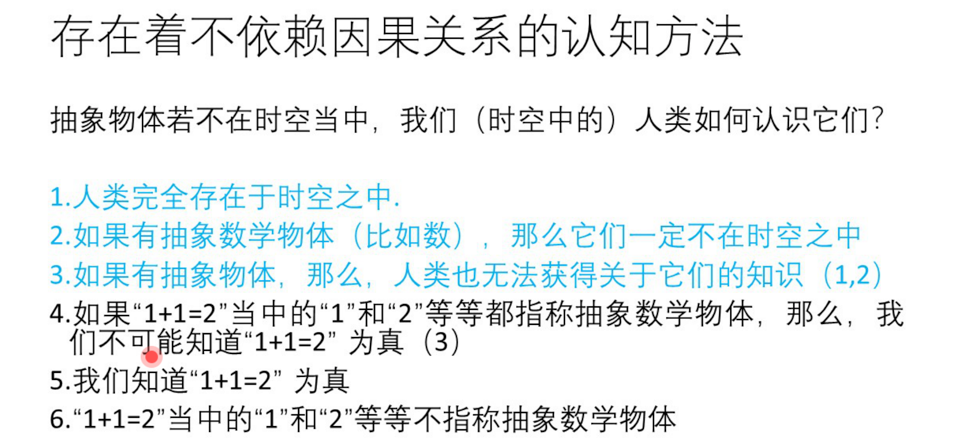 存在着不依赖因果关系的认知方法
抽象物体若不在时空当中，我们（时空中的）人类如何认识它们？
1.人类完全存在于时空之中.
2.如果有抽象数学物体（比如数），那么它们一定不在时空之中
3.如果有抽象物体，那么，人类也无法获得关于它们的知识（1,2）
4.如果“1+1=2”当中的“1”和“2”等等都指称抽象数学物体，那么，我
们不可能知道“1+1=2” 为真（3）
5.我们知道“1+1=2” 为真
6.“1+1=2”当中的“1”和“2”等等不指称抽象数学物体